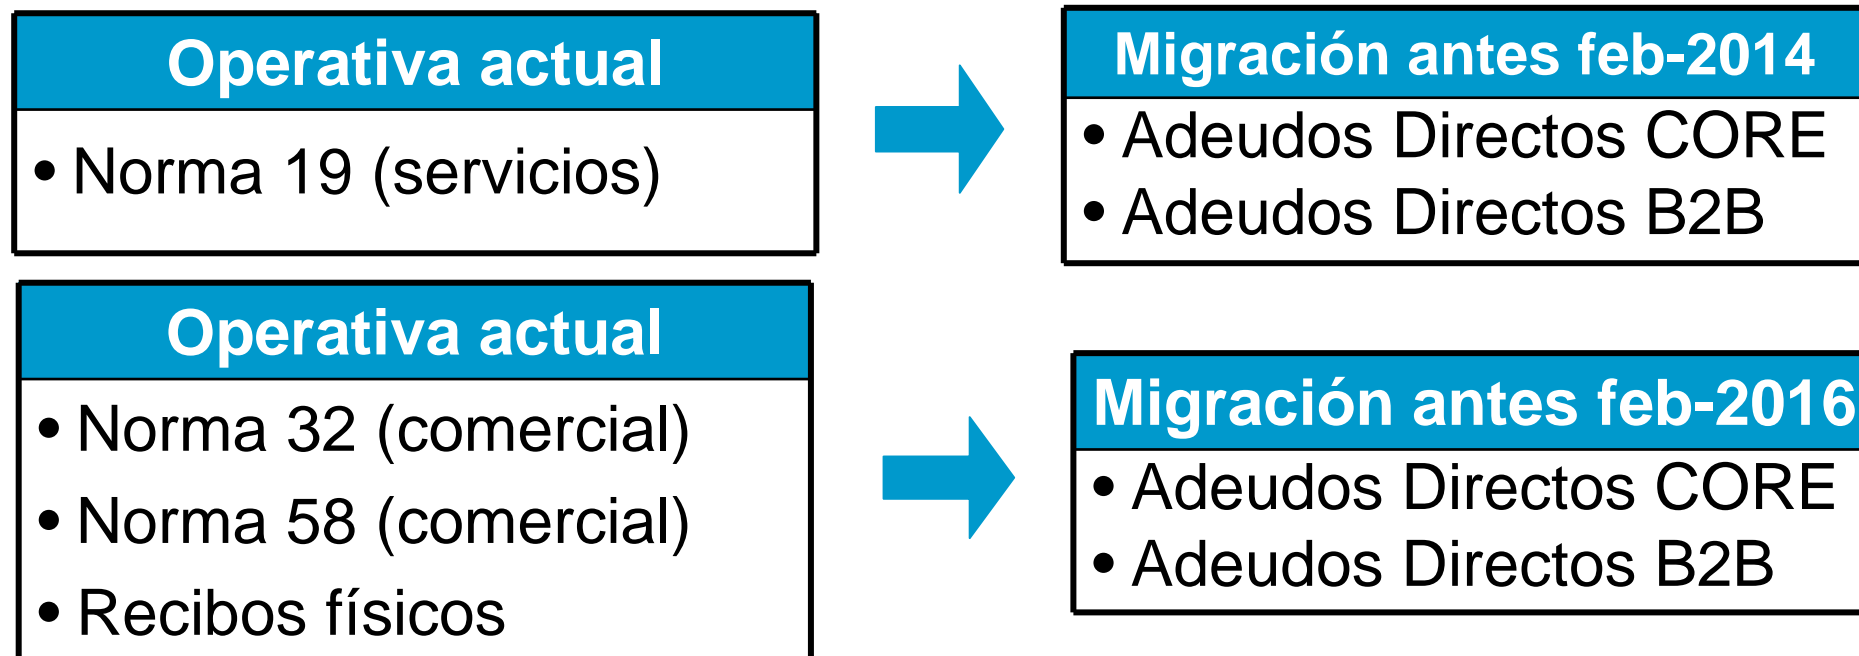 Operativa actual
• Norma 19 (servicios)
Migración antes feb-2014
• Adeudos Directos CORE
• Adeudos Directos B2B
Operativa actual
• Norma 32 (comercial)
• Norma 58 (comercial)
• Recibos físicos
Migración antes feb-2016
• Adeudos Directos CORE
• Adeudos Directos B2B